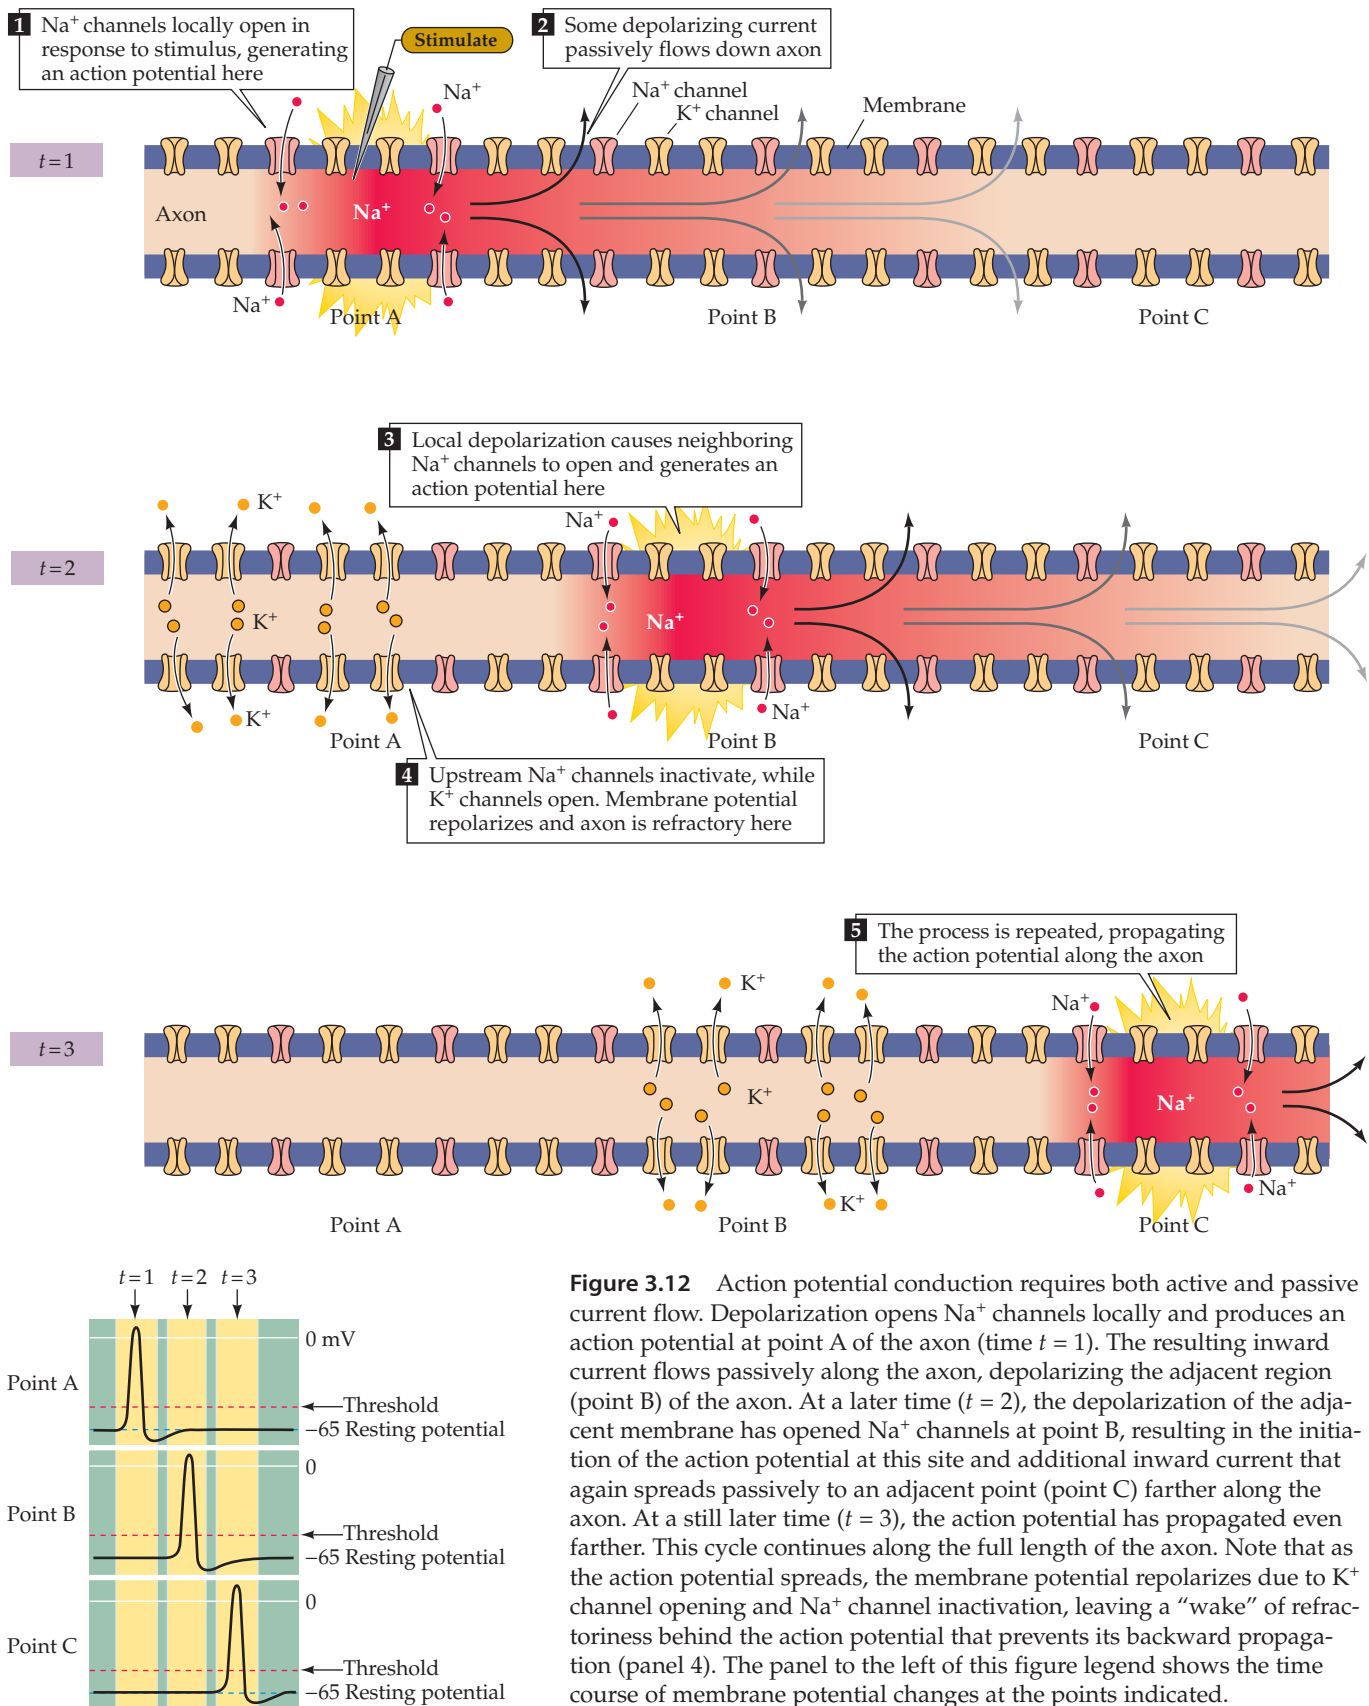 1 Na+ channels locally open in
response to stimulus, generating
an action potential here
Stimulate
2 Some depolarizing current
passively flows down axon
Na+
Na+ channel
K+ channel
Membrane
t=1
Axon
Na+
Na+
Point A
Point B
Point C
3 Local depolarization causes neighboring
Na+ channels to open and generates an
action potential here
K+
Na+
t=2
K+
Na+
K+
Na+
Point A
Point B
Point C
4 Upstream Na+ channels inactivate, while
K+ channels open. Membrane potential
repolarizes and axon is refractory here
5 The process is repeated, propagating
the action potential along the axon
K+
Na+
t=3
K+
Na+
K+
Na+
Point A
Point B
Point C
t=1 t=2 t=3
0 mV
Point A
Threshold
–65 Resting potential
0
Point B
Threshold
–65 Resting potential
0
Point C
Threshold
–65 Resting potential
Figure 3.12 Action potential conduction requires both active and passive
current flow. Depolarization opens Na+ channels locally and produces an
action potential at point A of the axon (time t = 1). The resulting inward
current flows passively along the axon, depolarizing the adjacent region
(point B) of the axon. At a later time (t = 2), the depolarization of the adja-
cent membrane has opened Na+ channels at point B, resulting in the initia-
tion of the action potential at this site and additional inward current that
again spreads passively to an adjacent point (point C) farther along the
axon. At a still later time (t = 3), the action potential has propagated even
farther. This cycle continues along the full length of the axon. Note that as
the action potential spreads, the membrane potential repolarizes due to K+
channel opening and Na+ channel inactivation, leaving a “wake” of refrac-
toriness behind the action potential that prevents its backward propaga-
tion (panel 4). The panel to the left of this figure legend shows the time
course of membrane potential changes at the points indicated.